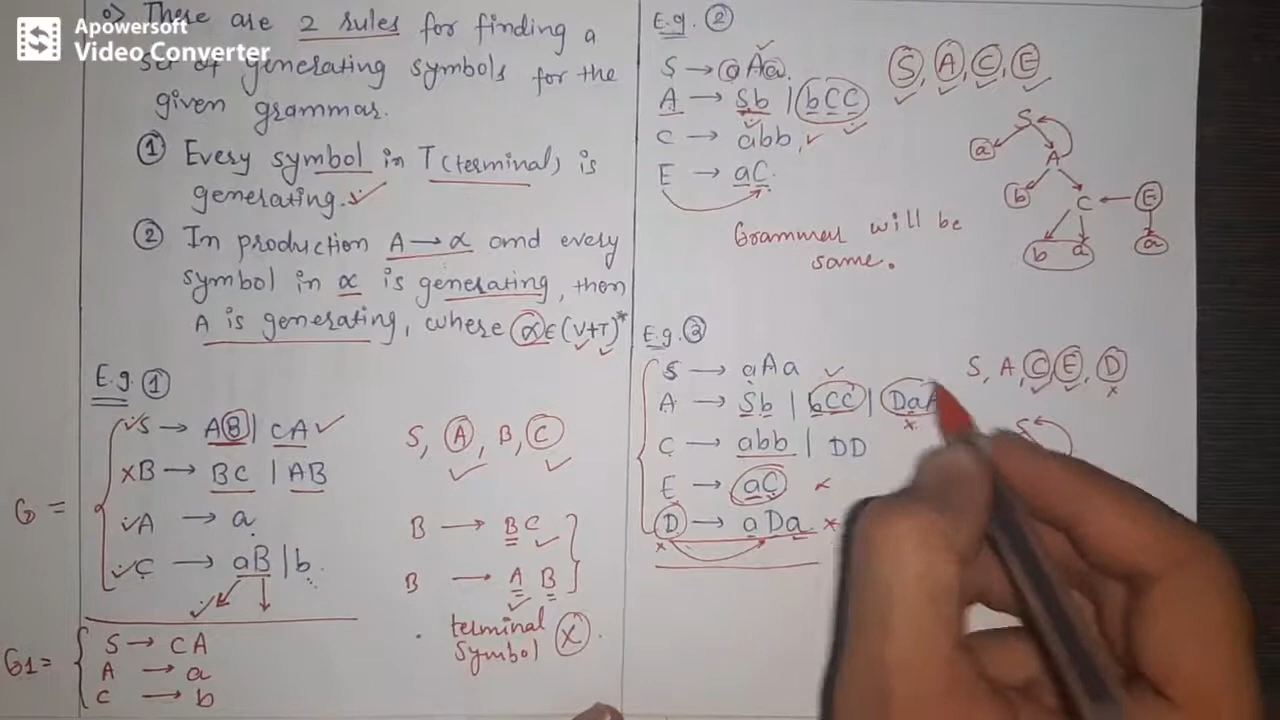 Apowersoft
Video Converter
There are 2 rules for finding a
set of generating symbols for the
given grammar.
① Every symbol in T (terminal) is
generating.
② In production A → α and every
symbol in α is generating, then
A is generating, where α ∈ (V+T)*
E.g. ①
G =
S → AB | CA
B → BC | AB
A → a
C → aB | b.
S, A, B, C
B → BC
B → A B
terminal
symbol X.
G1 =
S → CA
A → a
C → b
E.g. ②
S → aAa.
A → Sb | bCC
C → abb,
E → aC.
S, A, C, E
S
a
A
b
C
E
b a
a
Grammer will be
same.
E.g. ③
S → aAa
A → Sb | bCC | DaA
C → abb | DD
E → aC
D → aDa
S, A, C, E, D
S